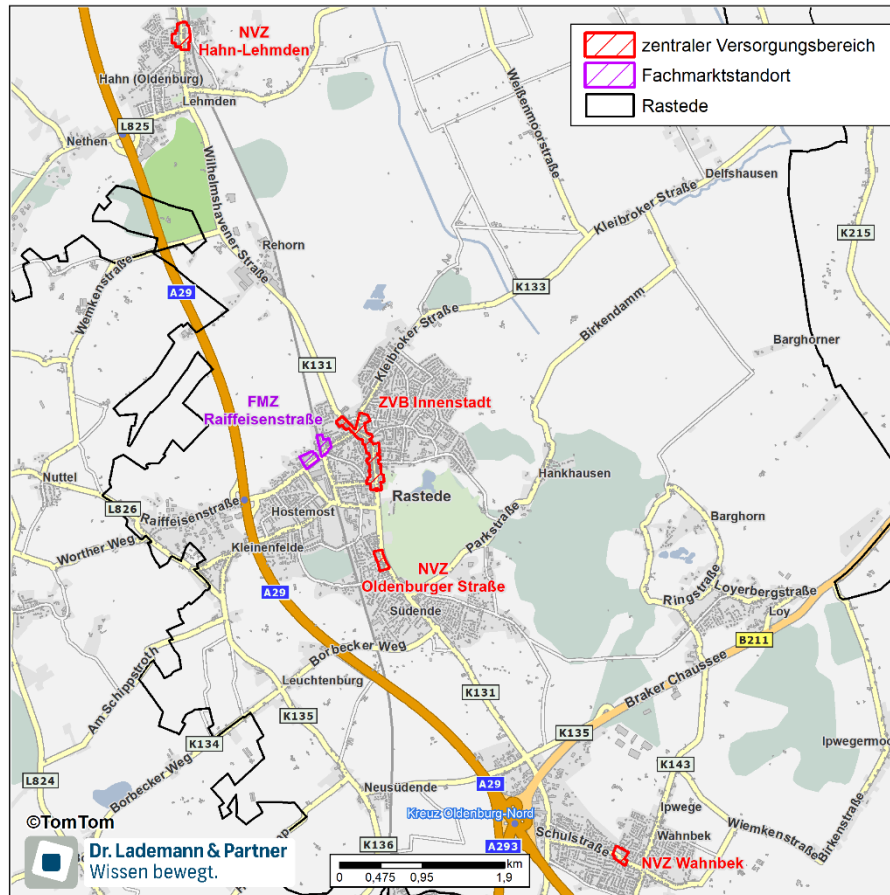 NVZ
Hahn-Lehmden
zentraler Versorgungsbereich
Fachmarktstandort
Rastede
Hahn (Oldenburg)
Lehmden
L825
Nethen
Wilhelmshavener Straße
Weißenmoorstraße
Delfshausen
Kleibroker Straße
K215
Rehorn
Wemkenstraße
A29
K133
Birkendamm
Barghorner
Kleibroker Straße
K131
FMZ
Raiffeisenstraße
ZVB Innenstadt
Nuttel
L826
Raiffeisenstraße
Hostemost
Rastede
Hankhausen
Parkstraße
Barghorn
Worther Weg
Kleinenfelde
NVZ
Oldenburger Straße
Ringstraße
Loyerbergstraße
Loy
A29
Südende
B211
Borbecker Weg
Am Schippstroth
Leuchtenburg
K131
Braker Chaussee
K135
K134
K135
Ipwegermoor
L824
Borbecker Weg
Neusüdende
A29
K143
Kreuz Oldenburg-Nord
Ipwege
Wahnbek
Wiemkenstraße
Birkenstraße
©TomTom
K136
A293
Schulstraße
NVZ Wahnbek
Dr. Lademann & Partner
Wissen bewegt.
km
0 0,475 0,95 1,9